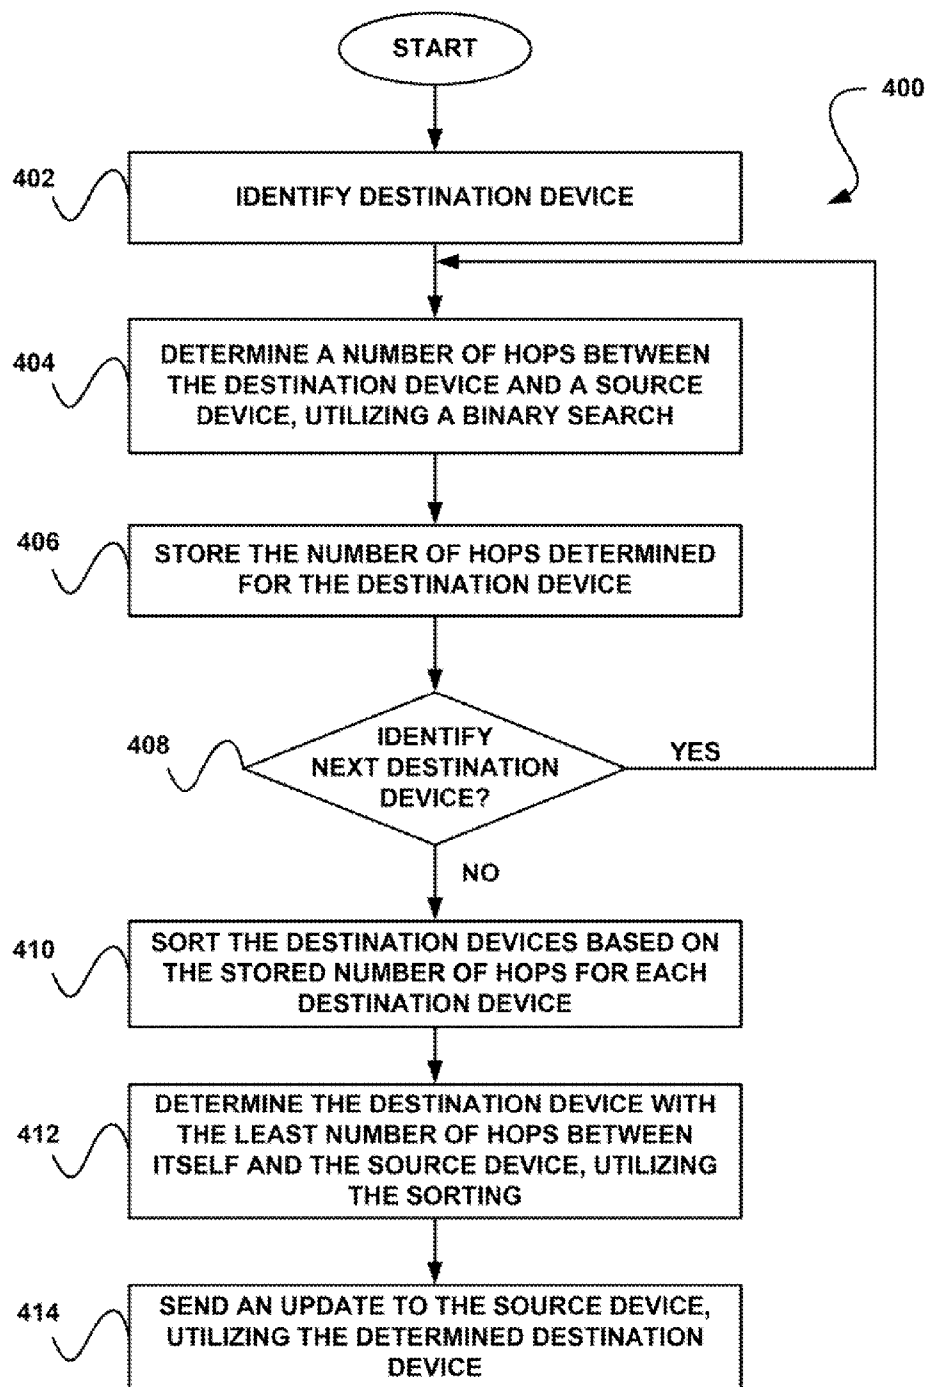 START
400
402
IDENTIFY DESTINATION DEVICE
404
DETERMINE A NUMBER OF HOPS BETWEEN
THE DESTINATION DEVICE AND A SOURCE
DEVICE, UTILIZING A BINARY SEARCH
406
STORE THE NUMBER OF HOPS DETERMINED
FOR THE DESTINATION DEVICE
408
IDENTIFY
NEXT DESTINATION
DEVICE?
YES
NO
410
SORT THE DESTINATION DEVICES BASED ON
THE STORED NUMBER OF HOPS FOR EACH
DESTINATION DEVICE
412
DETERMINE THE DESTINATION DEVICE WITH
THE LEAST NUMBER OF HOPS BETWEEN
ITSELF AND THE SOURCE DEVICE, UTILIZING
THE SORTING
414
SEND AN UPDATE TO THE SOURCE DEVICE,
UTILIZING THE DETERMINED DESTINATION
DEVICE